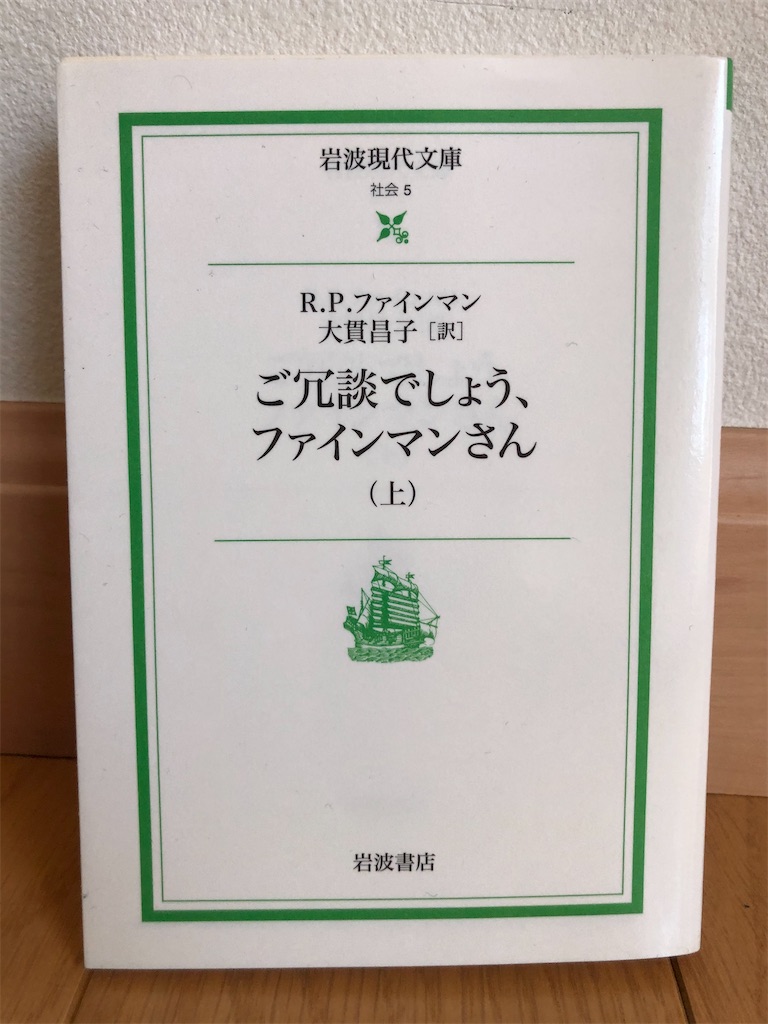 岩波現代文庫
社会 5
R.P.ファインマン
大貫昌子［訳］
ご冗談でしょう、
ファインマンさん
（上）
岩波書店